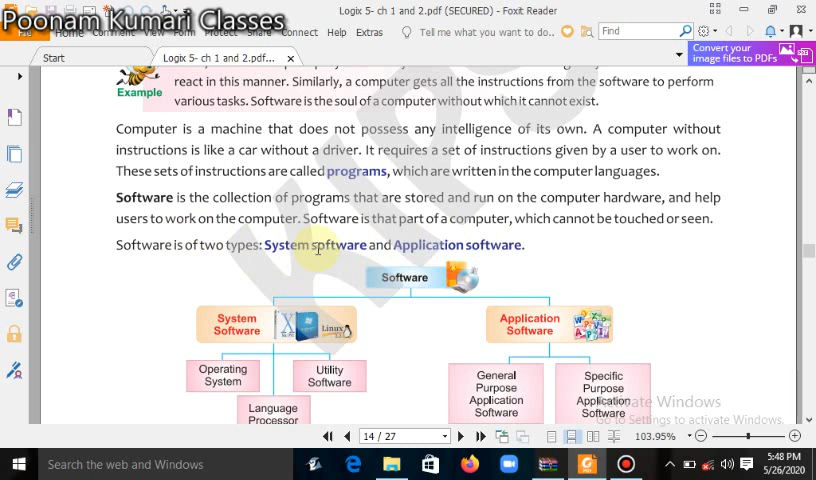 Poonam Kumari Classes
Logix 5- ch 1 and 2.pdf (SECURED) - Foxit Reader
File Home Comment View Form Protect Share Connect Help Extras Tell me what you want to do.. Find
Start Logix 5- ch 1 and 2.pdf... × Convert your
image files to PDFs
react in this manner. Similarly, a computer gets all the instructions from the software to perform
Example
various tasks. Software is the soul of a computer without which it cannot exist.
Computer is a machine that does not possess any intelligence of its own. A computer without
instructions is like a car without a driver. It requires a set of instructions given by a user to work on.
These sets of instructions are called programs, which are written in the computer languages.
Software is the collection of programs that are stored and run on the computer hardware, and help
users to work on the computer. Software is that part of a computer, which cannot be touched or seen.
Software is of two types: System software and Application software.
KIPS
Software
System
Software
Linux
Application
Software
Operating
System
Utility
Software
Language
Processor
General
Purpose
Application
Software
Specific
Purpose
Application
Software
Activate Windows
Go to Settings to activate Windows.
14 / 27 103.95%
Search the web and Windows
5:48 PM
5/26/2020